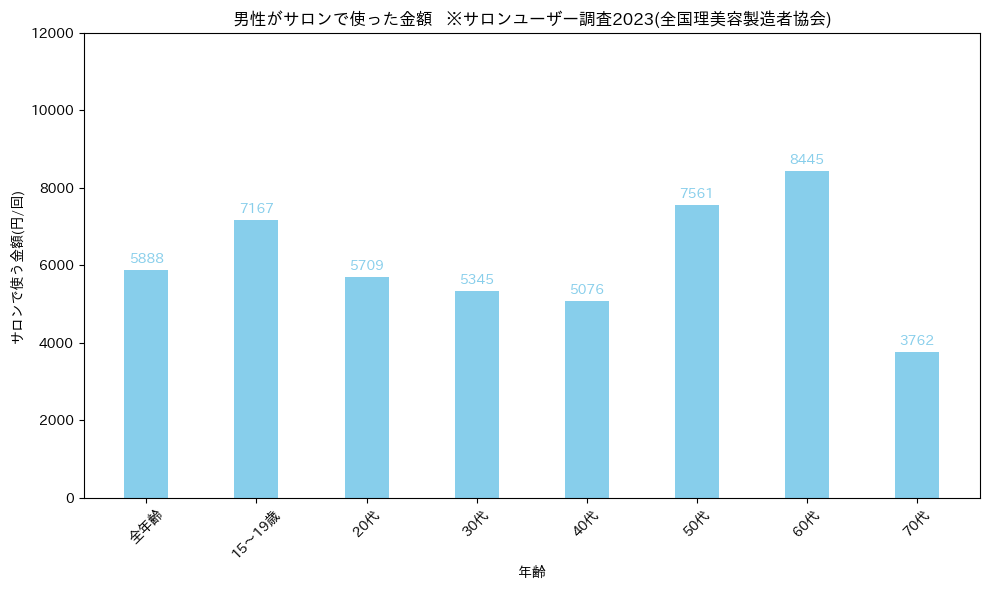 男性がサロンで使った金額　※サロンユーザー調査2023(全国理美容製造者協会)
サロンで使う金額(円/回)
12000
10000
8000
6000
4000
2000
0
5888
7167
5709
5345
5076
7561
8445
3762
全年齢
15～19歳
20代
30代
40代
50代
60代
70代
年齢